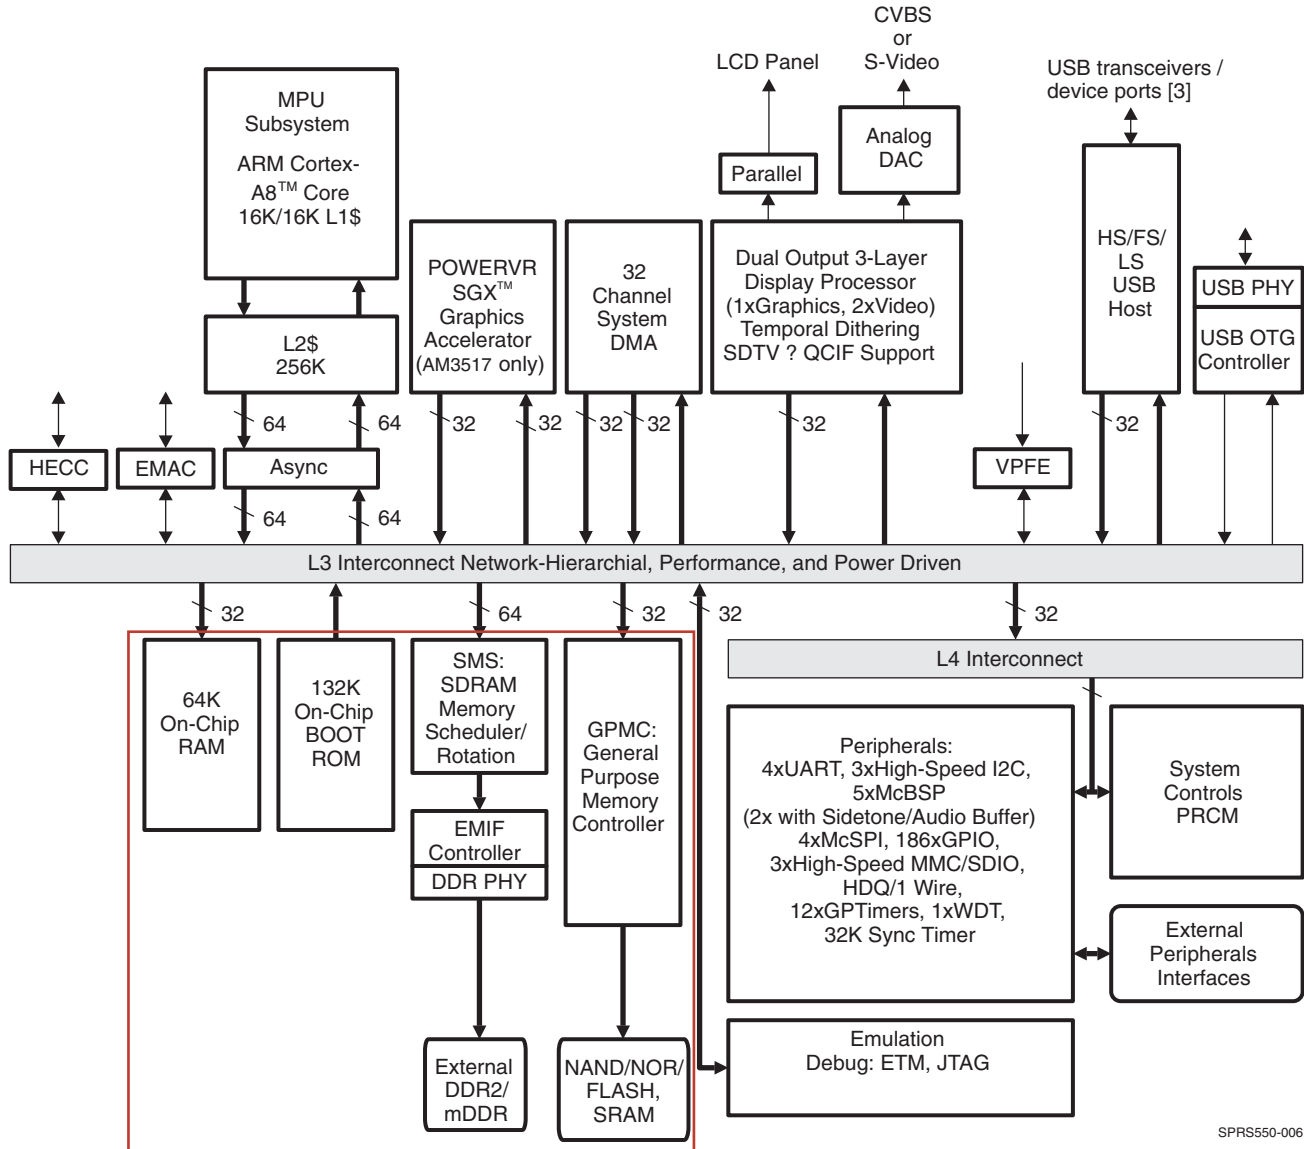 CVBS
or
S-Video
LCD Panel
USB transceivers /
device ports [3]
MPU
Subsystem
ARM Cortex-
A8™ Core
16K/16K L1$
Analog
DAC
Parallel
POWERVR
SGX™
Graphics
Accelerator
(AM3517 only)
32
Channel
System
DMA
Dual Output 3-Layer
Display Processor
(1xGraphics, 2xVideo)
Temporal Dithering
SDTV ? QCIF Support
HS/FS/
LS
USB
Host
USB PHY
USB OTG
Controller
L2$
256K
64
64
32
32
32
32
32
32
HECC
EMAC
Async
VPFE
64
64
L3 Interconnect Network-Hierarchial, Performance, and Power Driven
32
64
32
32
32
L4 Interconnect
64K
On-Chip
RAM
132K
On-Chip
BOOT
ROM
SMS:
SDRAM
Memory
Scheduler/
Rotation
GPMC:
General
Purpose
Memory
Controller
EMIF
Controller
DDR PHY
Peripherals:
4xUART, 3xHigh-Speed I2C,
5xMcBSP
(2x with Sidetone/Audio Buffer)
4xMcSPI, 186xGPIO,
3xHigh-Speed MMC/SDIO,
HDQ/1 Wire,
12xGPTimers, 1xWDT,
32K Sync Timer
System
Controls
PRCM
External
Peripherals
Interfaces
Emulation
Debug: ETM, JTAG
External
DDR2/
mDDR
NAND/NOR/
FLASH,
SRAM
SPRS550-006